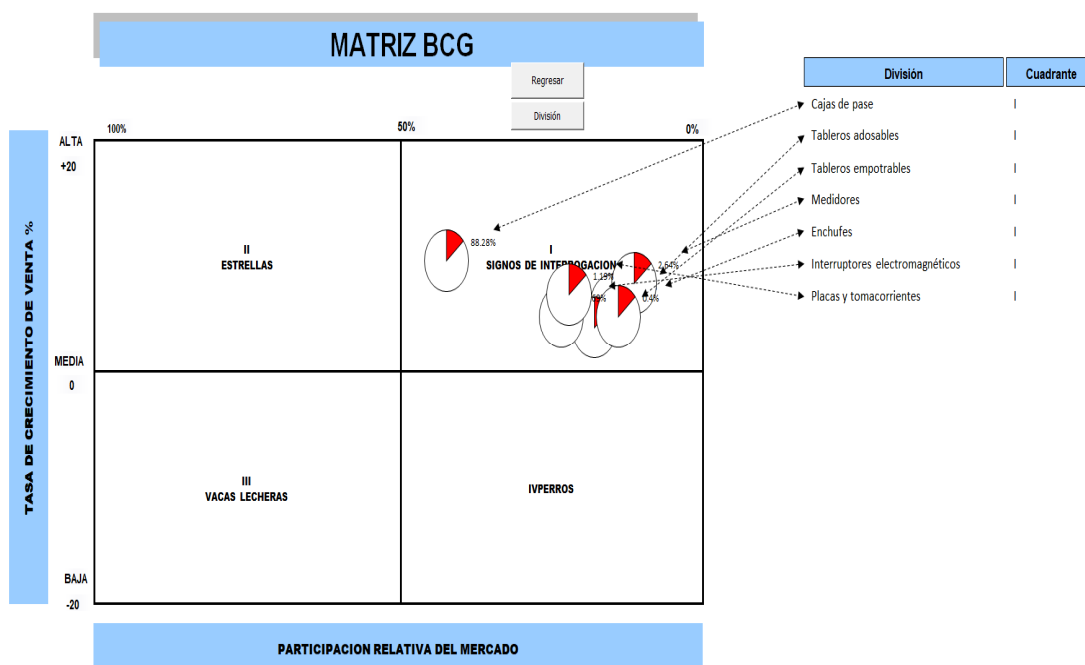 MATRIZ BCG
Regresar
División
División
Cuadrante
Cajas de pase
I
Tableros adosables
I
Tableros empotrables
I
Medidores
I
Enchufes
I
Interruptores electromagnéticos
I
Placas y tomacorrientes
I
100%
50%
0%
ALTA
+20
MEDIA
0
BAJA
-20
TASA DE CRECIMIENTO DE VENTA %
II
ESTRELLAS
I
SIGNOS DE INTERROGACION
88.28%
2.64%
1.19%
0.4%
III
VACAS LECHERAS
IVPERROS
PARTICIPACION RELATIVA DEL MERCADO